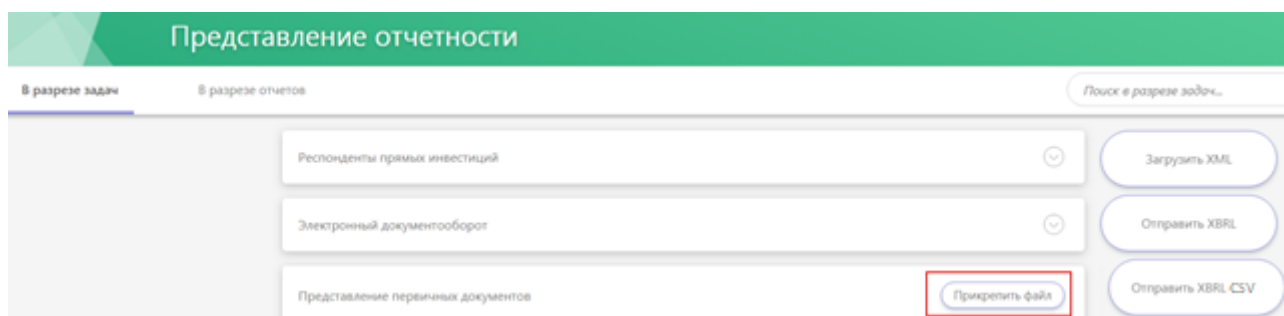 Представление отчетности
В разрезе задач
В разрезе отчетов
Поиск в разрезе задач...
Респонденты прямых инвестиций
Загрузить XML
Электронный документооборот
Отправить XBRL
Представление первичных документов
Прикрепить файл
Отправить XBRL CSV